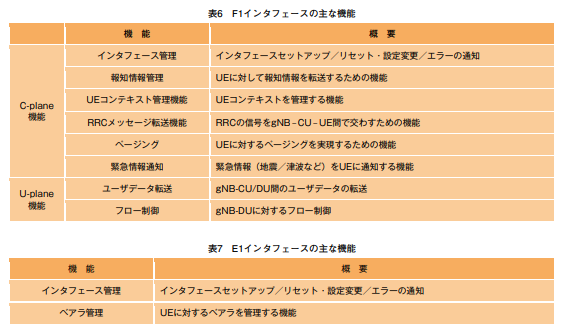 表6 F1インタフェースの主な機能
機 能 概 要
C-plane
機能
インタフェース管理 インタフェースセットアップ/リセット・設定変更/エラーの通知
報知情報管理 UEに対して報知情報を転送するための機能
UEコンテキスト管理機能 UEコンテキストを管理する機能
RRCメッセージ転送機能 RRCの信号をgNB-CU-UE間で交わすための機能
ページング UEに対するページングを実現するための機能
緊急情報通知 緊急情報(地震/津波など)をUEに通知する機能
U-plane
機能
ユーザデータ転送 gNB-CU/DU間のユーザデータの転送
フロー制御 gNB-DUに対するフロー制御
表7 E1インタフェースの主な機能
機 能 概 要
インタフェース管理 インタフェースセットアップ/リセット・設定変更/エラーの通知
ベアラ管理 UEに対するベアラを管理する機能